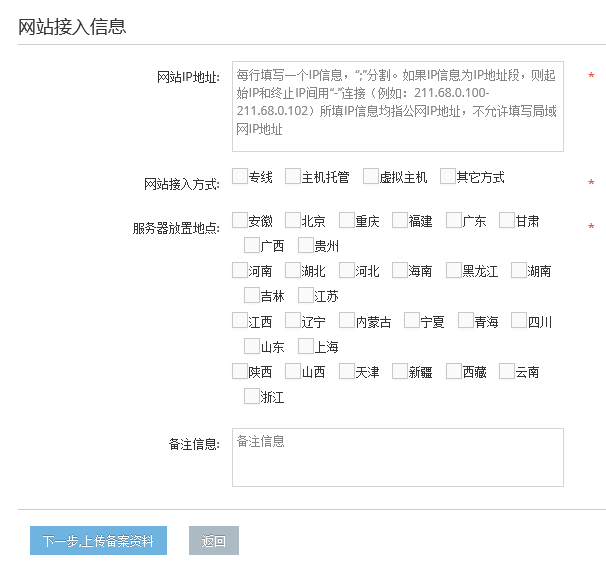 网站接入信息
网站IP地址:
每行填写一个IP信息，“;”分割。如果IP信息为IP地址段，则起
始IP和终止IP间用“-”连接（例如：211.68.0.100-
211.68.0.102）所填IP信息均指公网IP地址，不允许填写局域
网IP地址
*
网站接入方式:
专线 主机托管 虚拟主机 其它方式
*
服务器放置地点:
安徽 北京 重庆 福建 广东 甘肃
*
广西 贵州
河南 湖北 河北 海南 黑龙江 湖南
吉林 江苏
江西 辽宁 内蒙古 宁夏 青海 四川
山东 上海
陕西 山西 天津 新疆 西藏 云南
浙江
备注信息:
备注信息
下一步,上传备案资料 返回